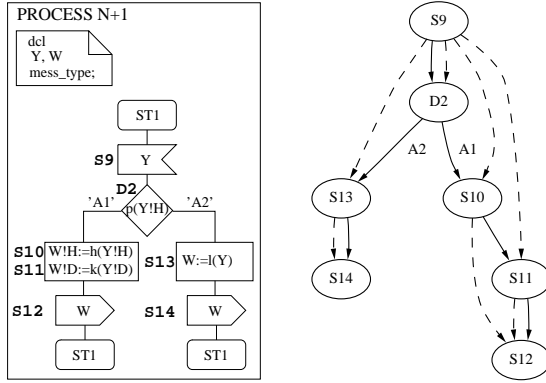 PROCESS N+1
dcl
Y, W
mess_type;
ST1
S9
Y
D2
p(Y!H)
'A1'
'A2'
S10
W!H:=h(Y!H)
S11
W!D:=k(Y!D)
S13
W:=l(Y)
S12
W
S14
W
ST1
ST1
S9
D2
A2
A1
S13
S10
S14
S11
S12